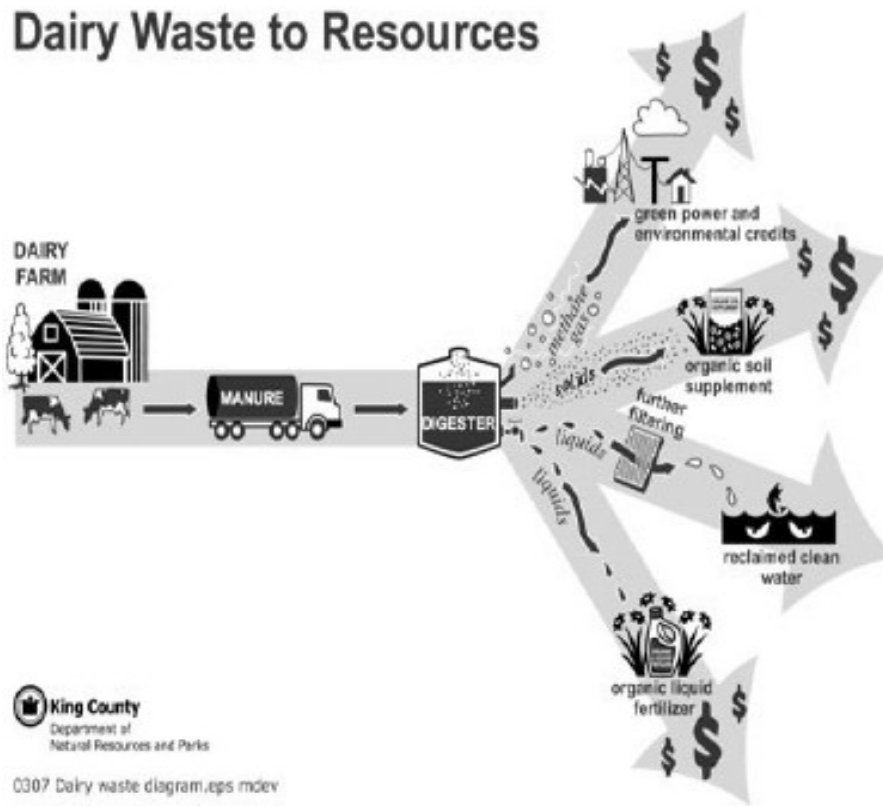 Dairy Waste to Resources
green power and
environmental credits
DAIRY
FARM
methane
gas
MANURE
DIGESTER
solids
organic soil
supplement
further
filtering
liquids
liquids
reclaimed clean
water
organic liquid
fertilizer
King County
Department of
Natural Resources and Parks
0307 Dairy waste diagram.eps mdev
$
$
$
$
$
$
$
$
$